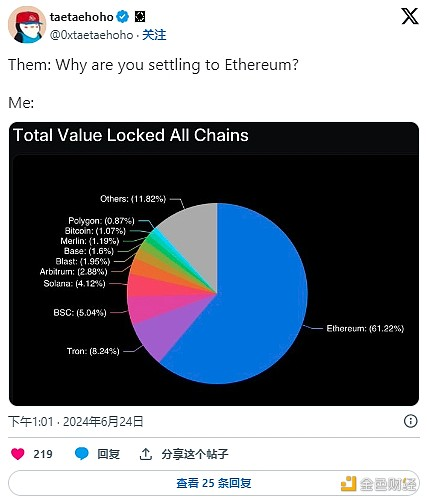 taetaehoho
@0xtaetaehoho · 关注
Them: Why are you settling to Ethereum?
Me:
Total Value Locked All Chains
Others: (11.82%)
Polygon: (0.87%)
Bitcoin: (1.07%)
Merlin: (1.19%)
Base: (1.6%)
Blast: (1.95%)
Arbitrum: (2.88%)
Solana: (4.12%)
BSC: (5.04%)
Tron: (8.24%)
Ethereum: (61.22%)
下午1:01 · 2024年6月24日
219 回复 分享这个帖子
查看 25 条回复
金色财经